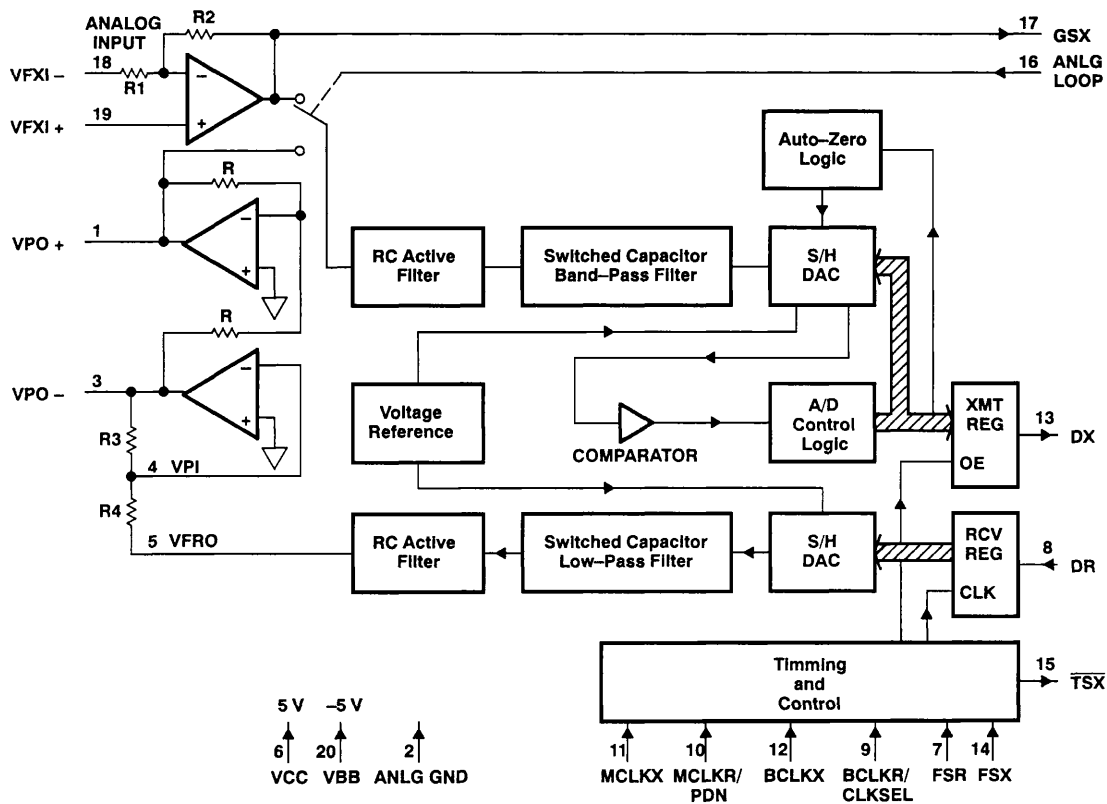 ANALOG
INPUT
R2
17
GSX
18
VFXI –
R1
16
ANLG
LOOP
19
VFXI +
Auto–Zero
Logic
R
1
VPO +
RC Active
Filter
Switched Capacitor
Band–Pass Filter
S/H
DAC
R
3
VPO –
Voltage
Reference
A/D
Control
Logic
XMT
REG
13
DX
R3
COMPARATOR
OE
4 VPI
R4
5 VFRO
RC Active
Filter
Switched Capacitor
Low–Pass Filter
S/H
DAC
RCV
REG
8
DR
CLK
Timming
and
Control
15
TSX
5 V
–5 V
6
20
2
VCC
VBB
ANLG GND
11
10
12
9
7
14
MCLKX
MCLKR/
PDN
BCLKX
BCLKR/
CLKSEL
FSR
FSX